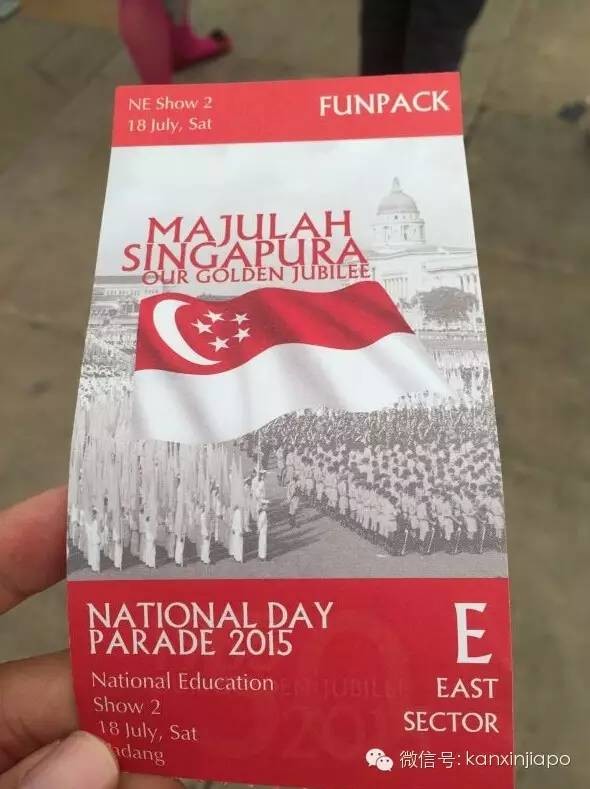 NE Show 2
18 July, Sat
FUNPACK
MAJULAH
SINGAPURA
OUR GOLDEN JUBILEE
NATIONAL DAY
PARADE 2015
National Education
Show 2
18 July, Sat
E
EAST
SECTOR
微信号: kanxinjiapo